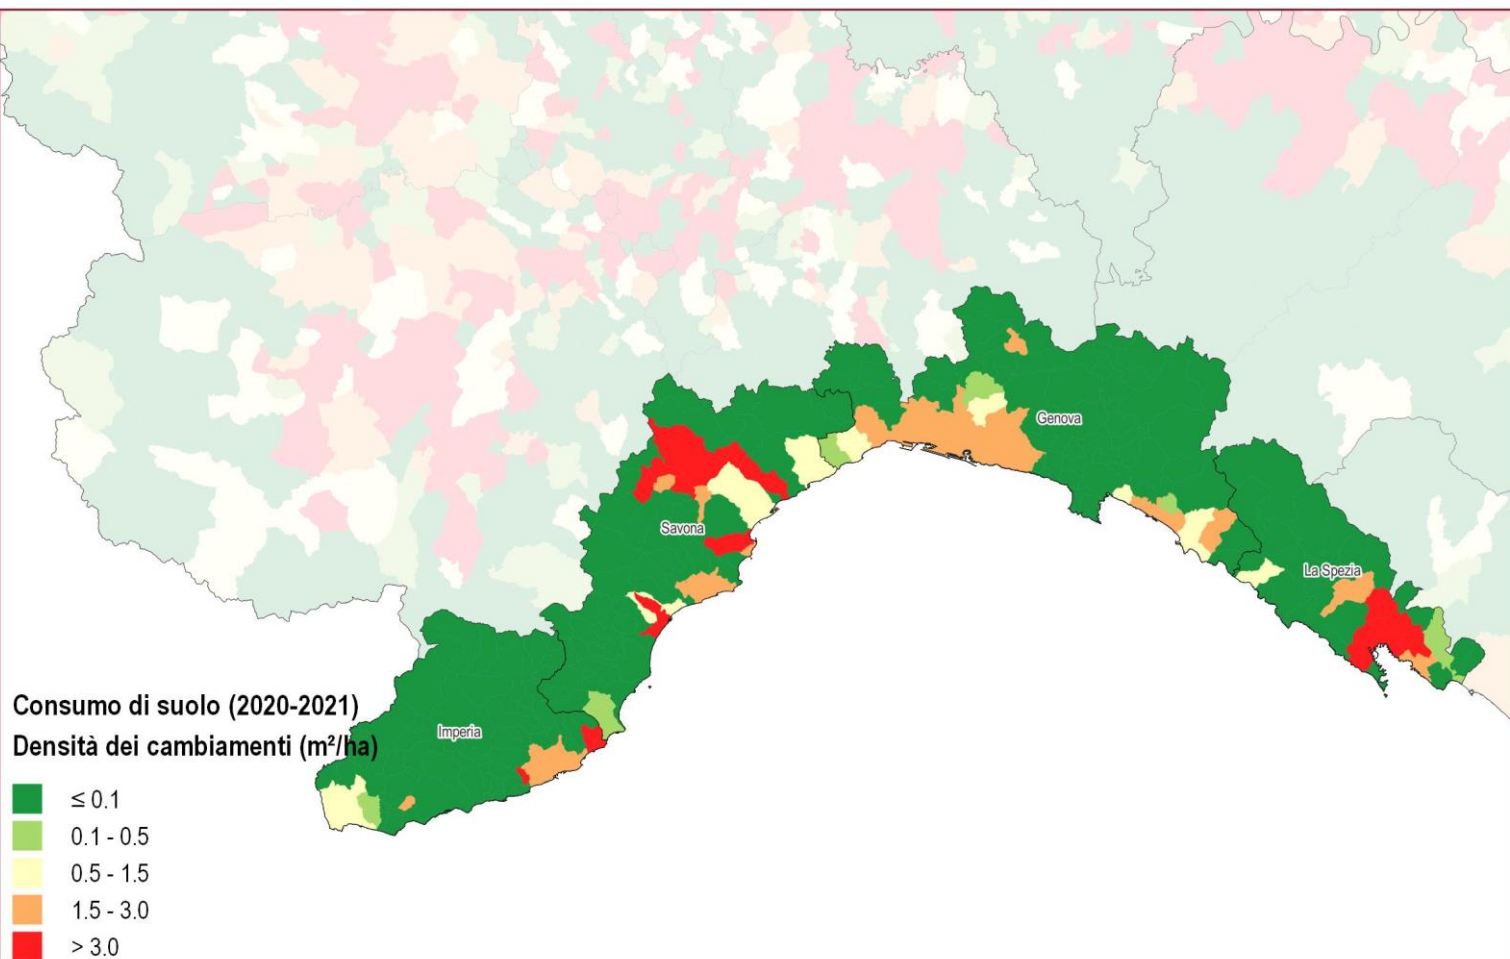 Genova
Savona
La Spezia
Imperia
Consumo di suolo (2020-2021)
Densità dei cambiamenti (m²/ha)
≤ 0.1
0.1 - 0.5
0.5 - 1.5
1.5 - 3.0
> 3.0